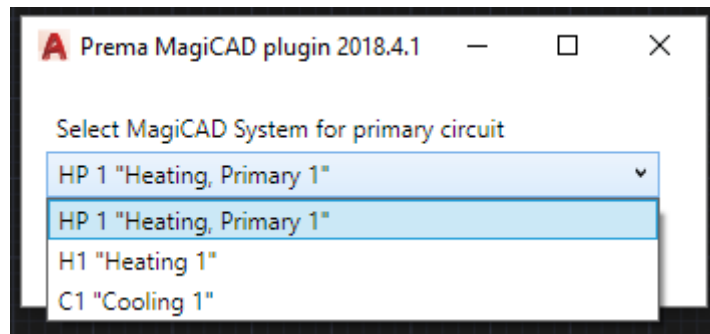 Prema MagiCAD plugin 2018.4.1
Select MagiCAD System for primary circuit
HP 1 "Heating, Primary 1"
HP 1 "Heating, Primary 1"
H1 "Heating 1"
C1 "Cooling 1"